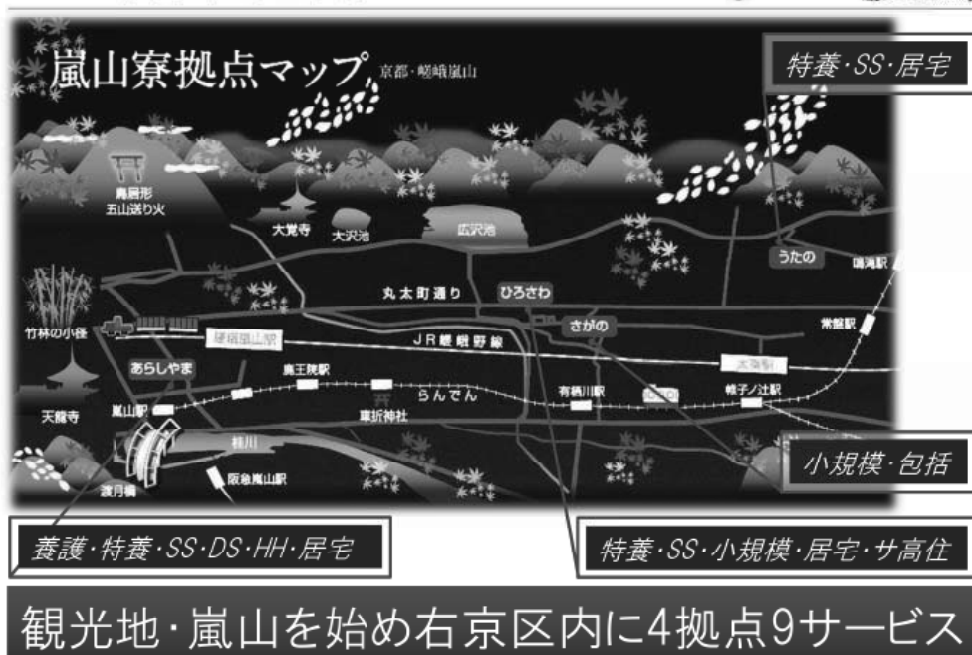 嵐山寮拠点マップ 京都・嵯峨嵐山
特養・SS・居宅
鳥居形
五山送り火
大覚寺
大沢池
広沢池
うたの
鳴滝駅
丸太町通り
ひろさわ
竹林の小径
嵯峨嵐山駅
JR嵯峨野線
さがの
常盤駅
太秦駅
あらしやま
鹿王院駅
らんでん
有栖川駅
帷子ノ辻駅
天龍寺
嵐山駅
車折神社
桂川
渡月橋
阪急嵐山駅
小規模・包括
養護・特養・SS・DS・HH・居宅
特養・SS・小規模・居宅・サ高住
観光地・嵐山を始め右京区内に4拠点9サービス